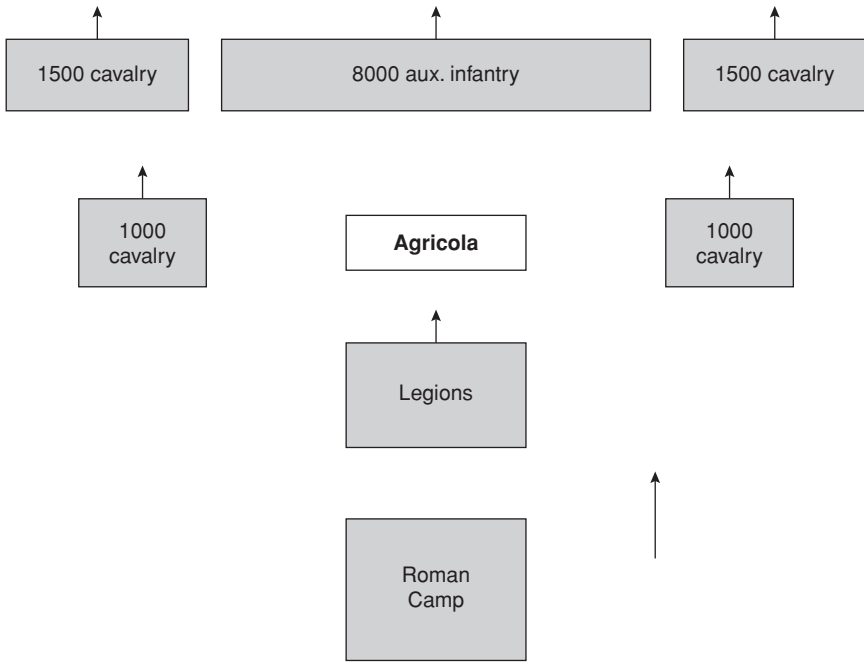 1500 cavalry
8000 aux. infantry
1500 cavalry
1000
cavalry
Agricola
1000
cavalry
Legions
Roman
Camp